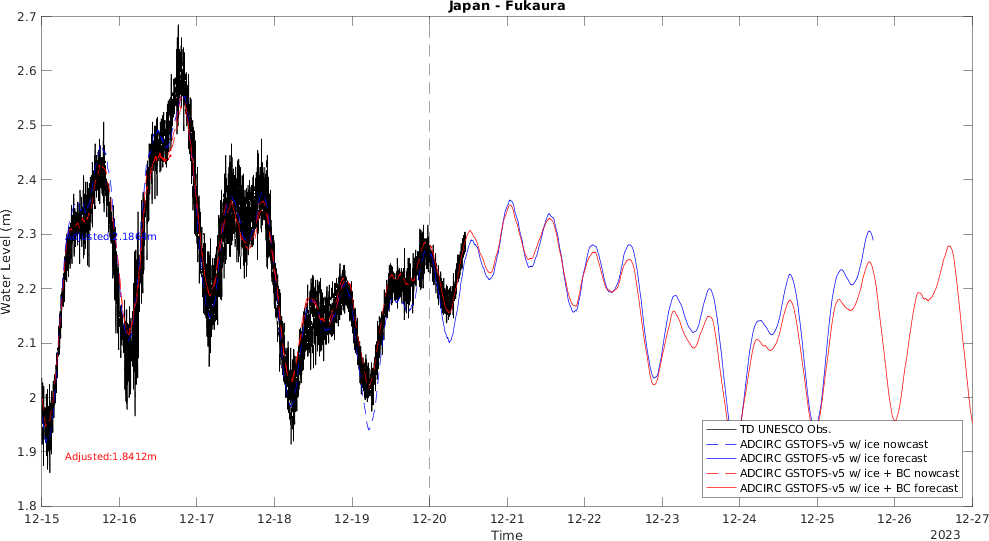 Japan - Fukaura
2.7
2.6
2.5
2.4
2.3
2.2
2.1
2
1.9
1.8
Water Level (m)
Adjusted:1.8412m
TD UNESCO Obs.
ADCIRC GSTOFS-v5 w/ ice nowcast
ADCIRC GSTOFS-v5 w/ ice forecast
ADCIRC GSTOFS-v5 w/ ice + BC nowcast
ADCIRC GSTOFS-v5 w/ ice + BC forecast
12-15 12-16 12-17 12-18 12-19 12-20 12-21 12-22 12-23 12-24 12-25 12-26 12-27
Time
2023